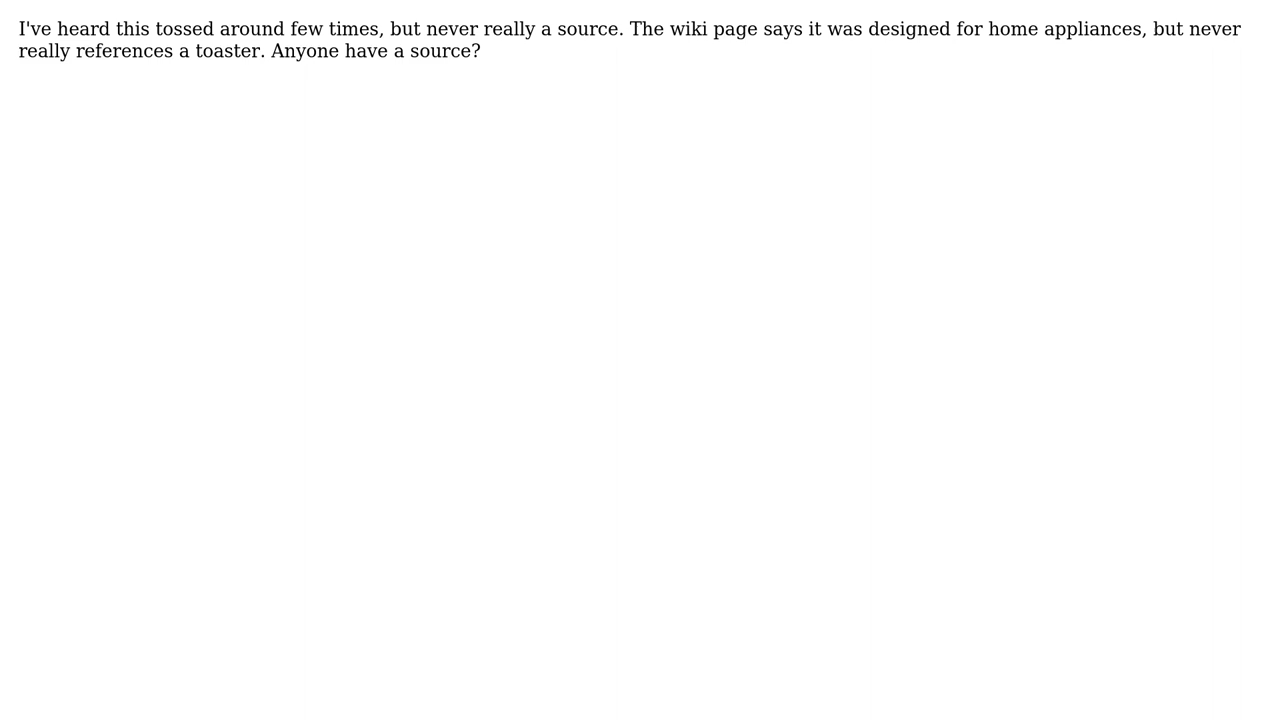 I've heard this tossed around few times, but never really a source. The wiki page says it was designed for home appliances, but never
really references a toaster. Anyone have a source?